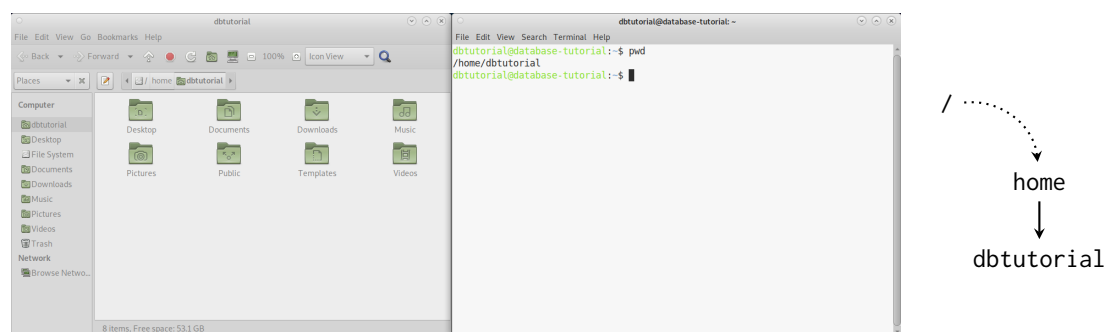 dbtutorial
File Edit View Go Bookmarks Help
Back Forward 100% Icon View
Places / home dbtutorial
Computer
dbtutorial
Desktop
File System
Documents
Downloads
Music
Pictures
Videos
Trash
Network
Browse Netwo...
Desktop Documents Downloads Music
Pictures Public Templates Videos
8 items, Free space: 53.1 GB
dbtutorial@database-tutorial: ~
File Edit View Search Terminal Help
dbtutorial@database-tutorial:~$ pwd
/home/dbtutorial
dbtutorial@database-tutorial:~$
/
home
dbtutorial